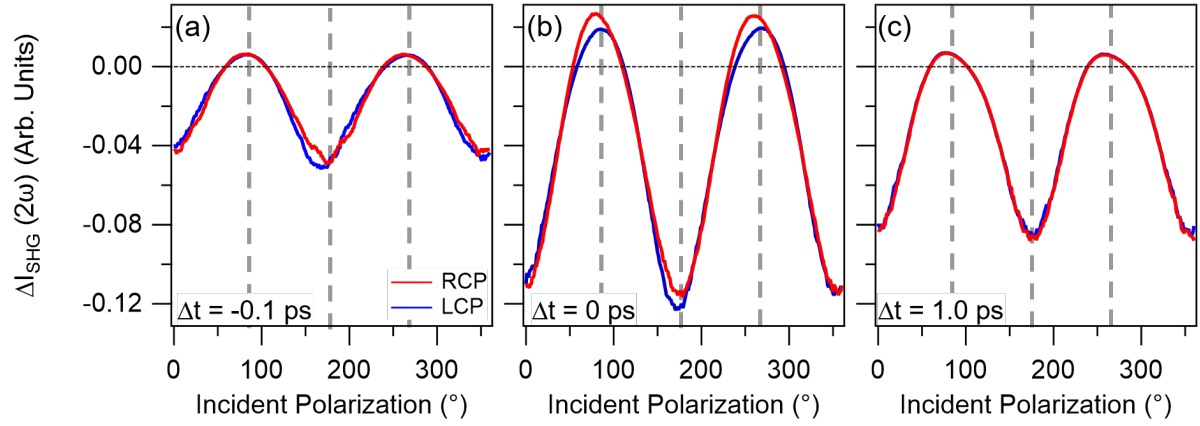 (a) (b) (c)
ΔI_SHG (2ω) (Arb. Units)
0.00
-0.04
-0.08
-0.12
RCP
LCP
Δt = -0.1 ps
Δt = 0 ps
Δt = 1.0 ps
0 100 200 300
0 100 200 300
0 100 200 300
Incident Polarization (°)
Incident Polarization (°)
Incident Polarization (°)